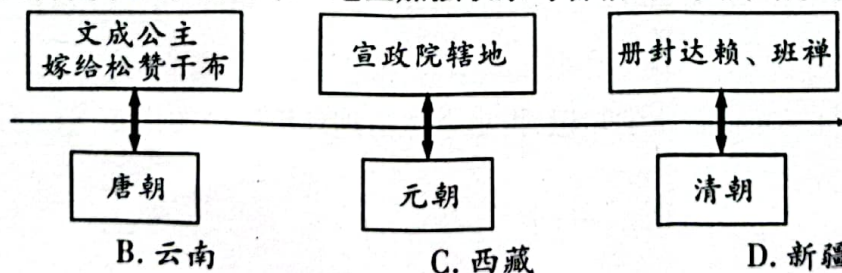 文成公主
嫁给松赞干布
宣政院辖地
册封达赖、班禅
唐朝
元朝
清朝
B. 云南
C. 西藏
D. 新疆